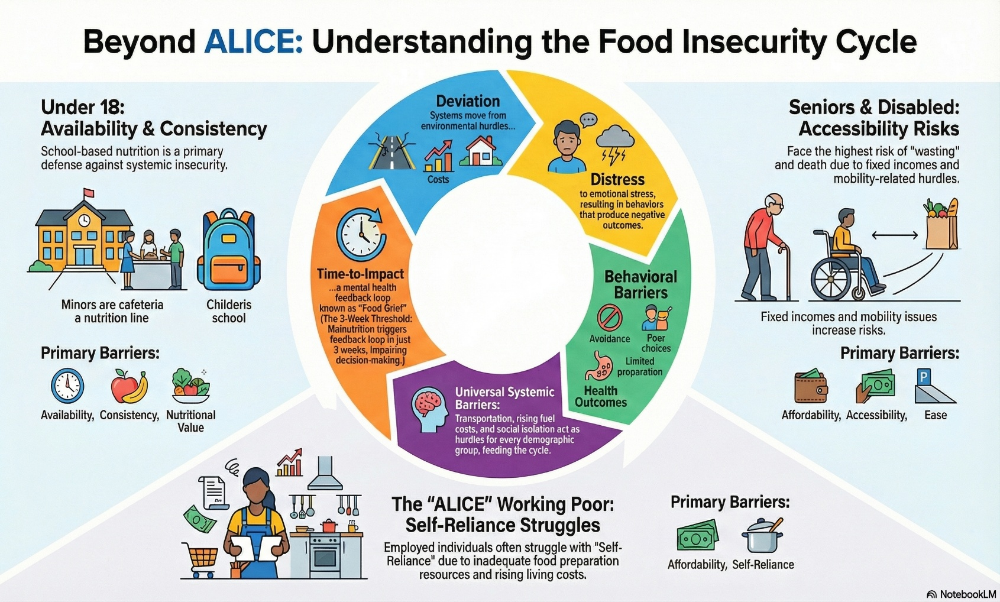 Beyond ALICE: Understanding the Food Insecurity Cycle
Under 18:
Availability & Consistency
School-based nutrition is a primary
defense against systemic insecurity.
Minors are cafeteria
a nutrition line
Childeris
school
Primary Barriers:
Availability,
Consistency,
Nutritional
Value
Deviation
Systems move from
environmental hurdles...
Costs
Distress
to emotional stress,
resulting in behaviors
that produce negative
outcomes.
Behavioral
Barriers
Avoidance
Poer
choices
Limited
preparation
Health
Outcomes
Universal Systemic
Barriers:
Transportation, rising fuel
costs, and social isolation act as
hurdles for every demographic
group, feeding the cycle.
Time-to-Impact
...a mental health
feedback loop
known as "Food Grief"
(The 3-Week Threshold:
Mainutrition triggers
feedback loop in just
3 weeks, Impairing
decision-making.)
Seniors & Disabled:
Accessibility Risks
Face the highest risk of "wasting"
and death due to fixed incomes and
mobility-related hurdles.
Fixed incomes and mobility issues
increase risks.
Primary Barriers:
P
Affordability,
Accessibility,
Ease
The "ALICE" Working Poor:
Self-Reliance Struggles
Employed individuals often struggle with "Self-
Reliance" due to inadequate food preparation
resources and rising living costs.
Primary Barriers:
Affordability,
Self-Reliance
NotebookLM